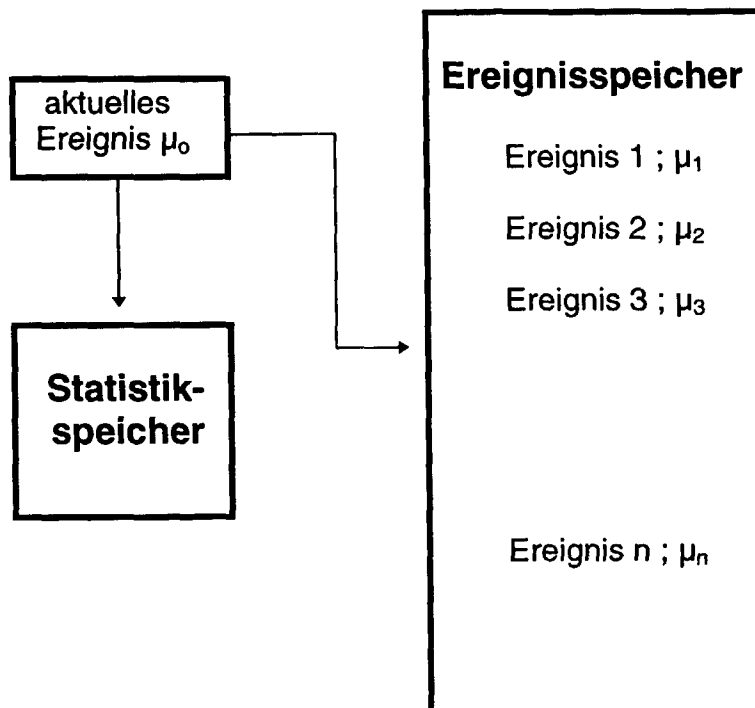 aktuelles
Ereignis μ₀
Statistik-
speicher
Ereignisspeicher
Ereignis 1 ; μ₁
Ereignis 2 ; μ₂
Ereignis 3 ; μ₃
Ereignis n ; μₙ